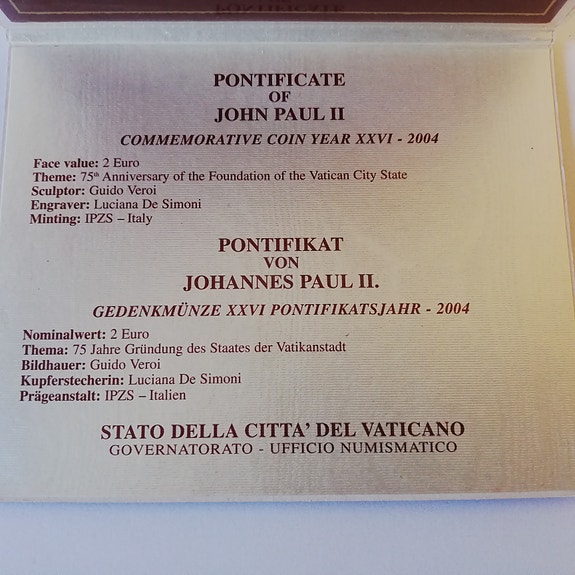 PONTIFICATE
PONTIFICATE
OF
JOHN PAUL II
COMMEMORATIVE COIN YEAR XXVI - 2004
Face value: 2 Euro
Theme: 75th Anniversary of the Foundation of the Vatican City State
Sculptor: Guido Veroi
Engraver: Luciana De Simoni
Minting: IPZS – Italy
PONTIFIKAT
VON
JOHANNES PAUL II.
GEDENKMÜNZE XXVI PONTIFIKATSJAHR - 2004
Nominalwert: 2 Euro
Thema: 75 Jahre Gründung des Staates der Vatikanstadt
Bildhauer: Guido Veroi
Kupferstecherin: Luciana De Simoni
Prägeanstalt: IPZS – Italien
STATO DELLA CITTA' DEL VATICANO
GOVERNATORATO - UFFICIO NUMISMATICO